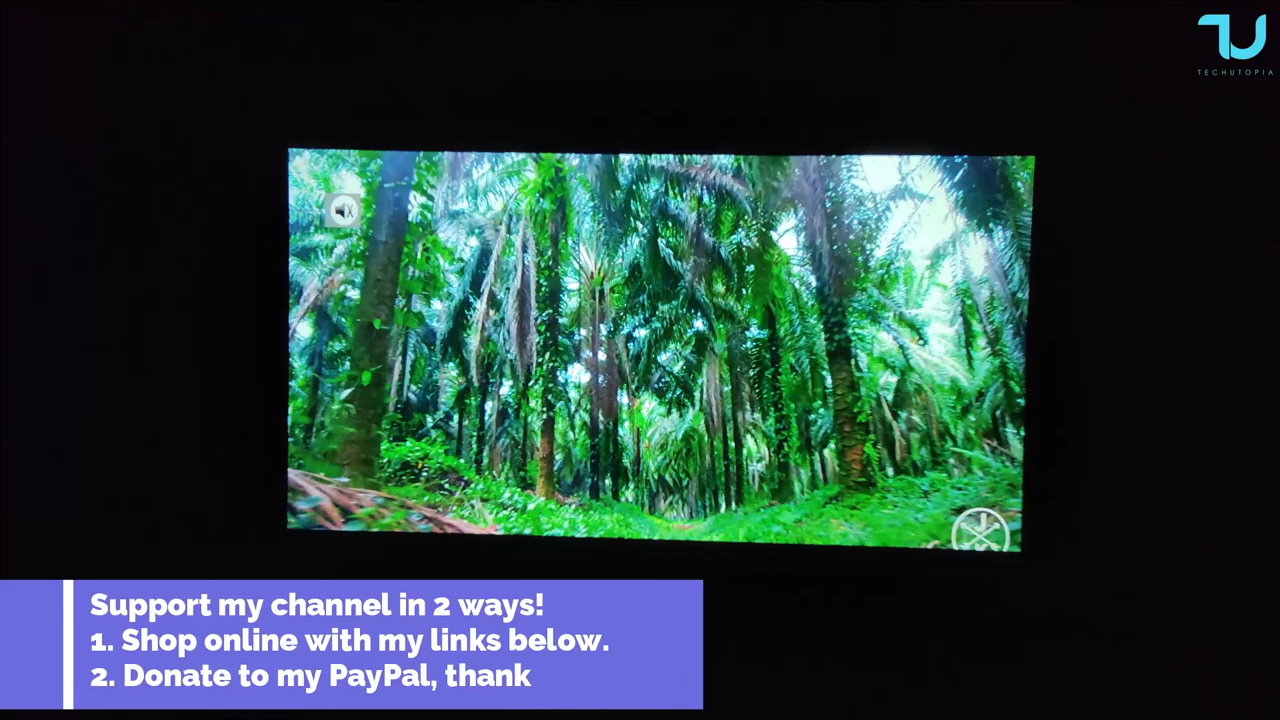 TECHUTOPIA
Support my channel in 2 ways!
1. Shop online with my links below.
2. Donate to my PayPal, thank